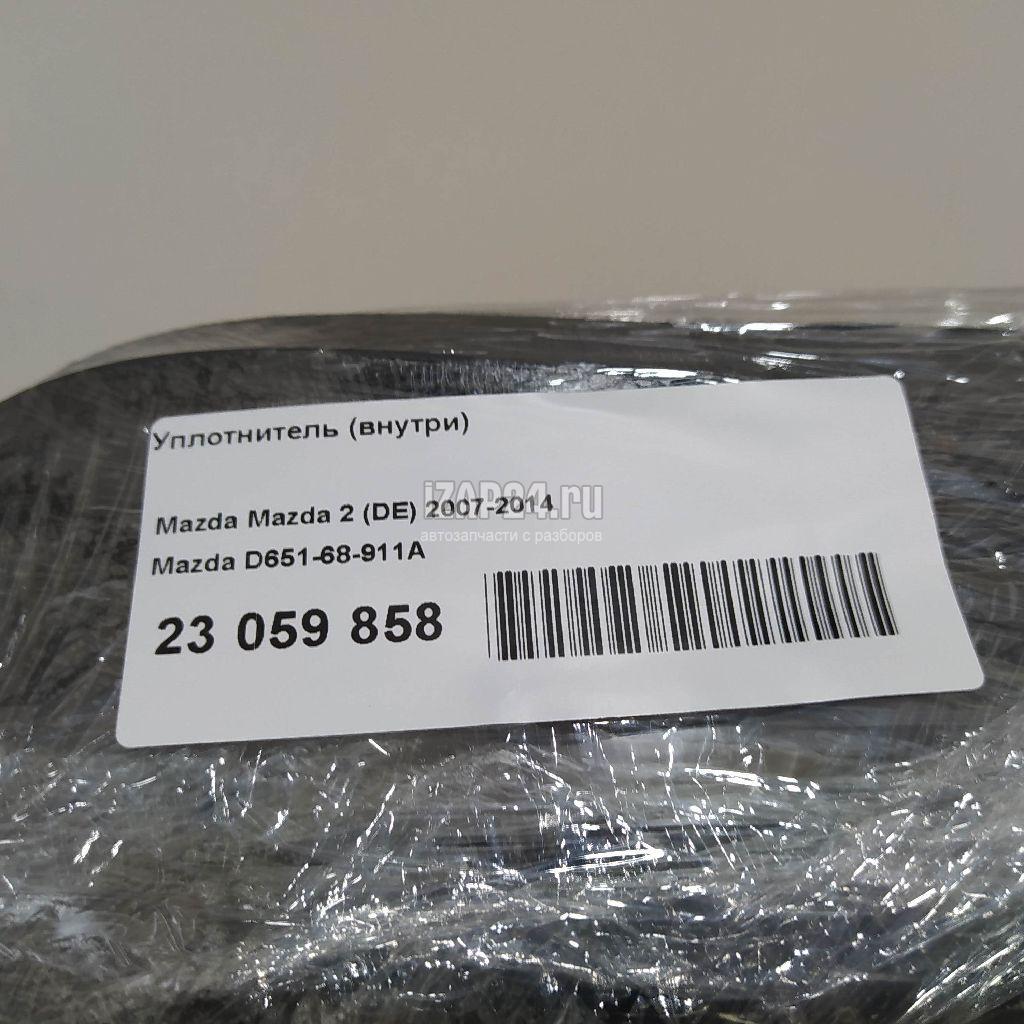 Уплотнитель (внутри)
Mazda Mazda 2 (DE) 2007-2014
iZAP24.ru
автозапчасти с разборов
Mazda D651-68-911A
23 059 858